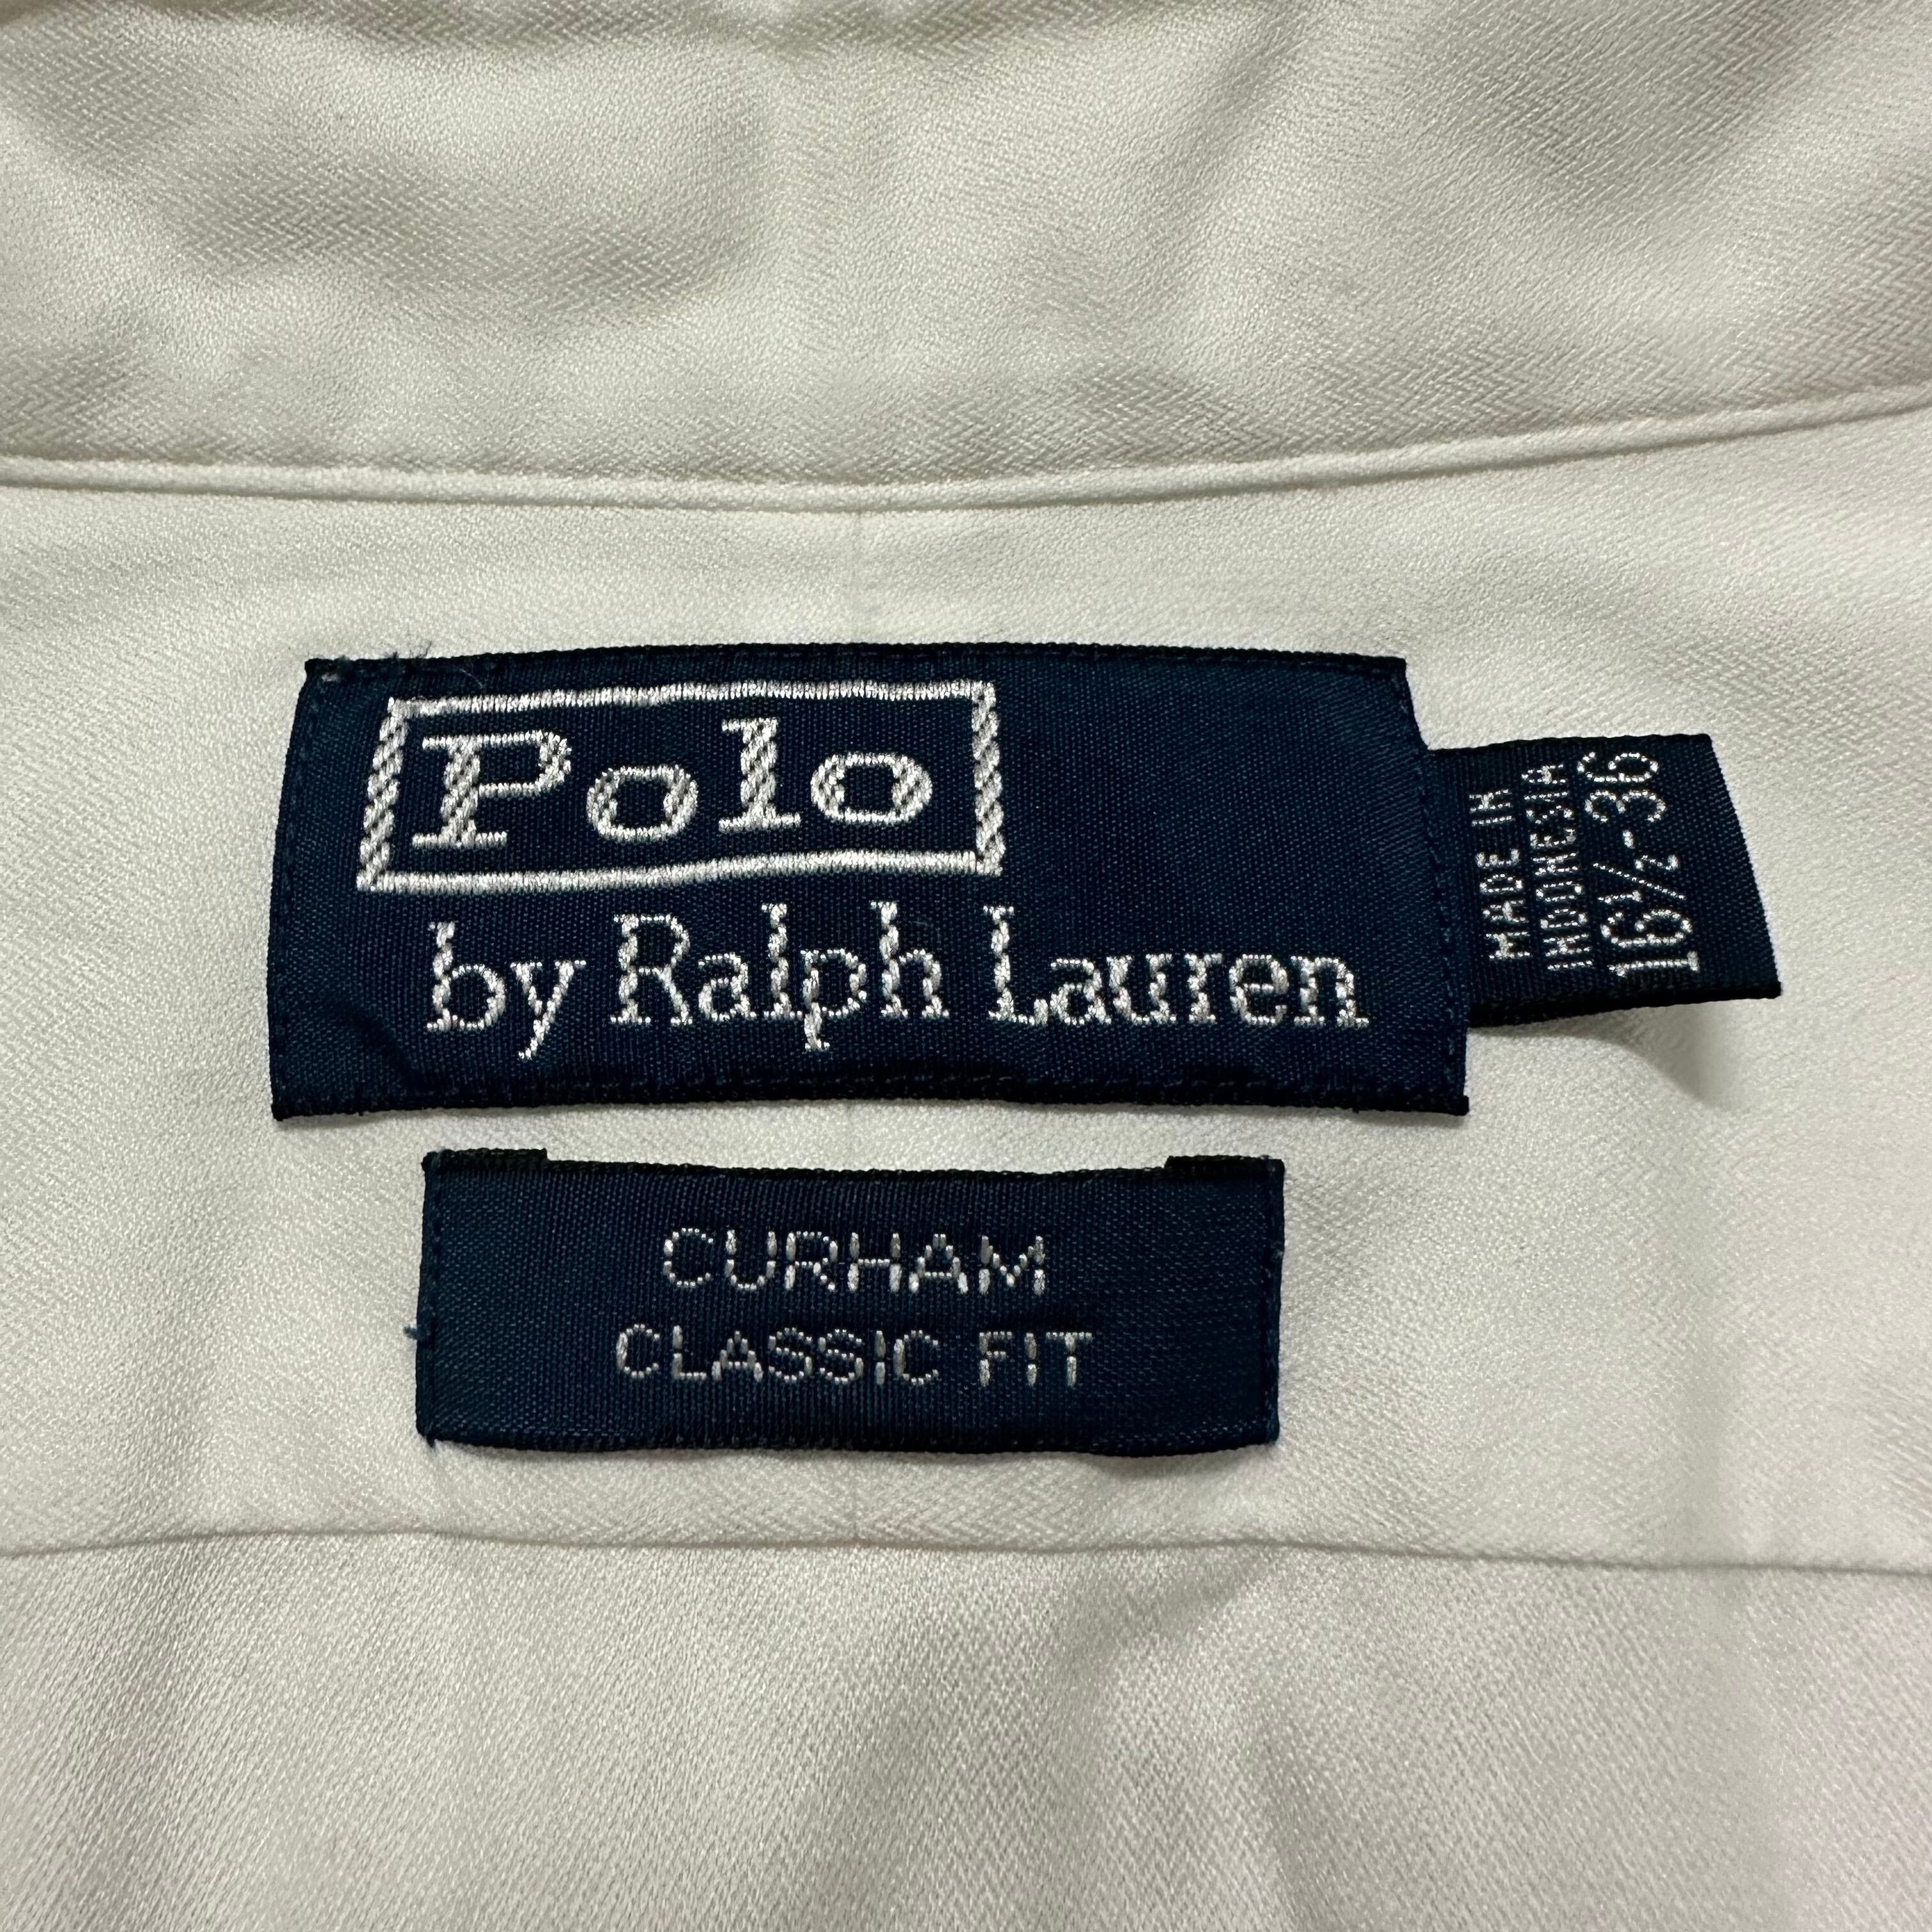 Polo
by Ralph Lauren
MADE IN
INDONESIA
16½-36
CURHAM
CLASSIC FIT